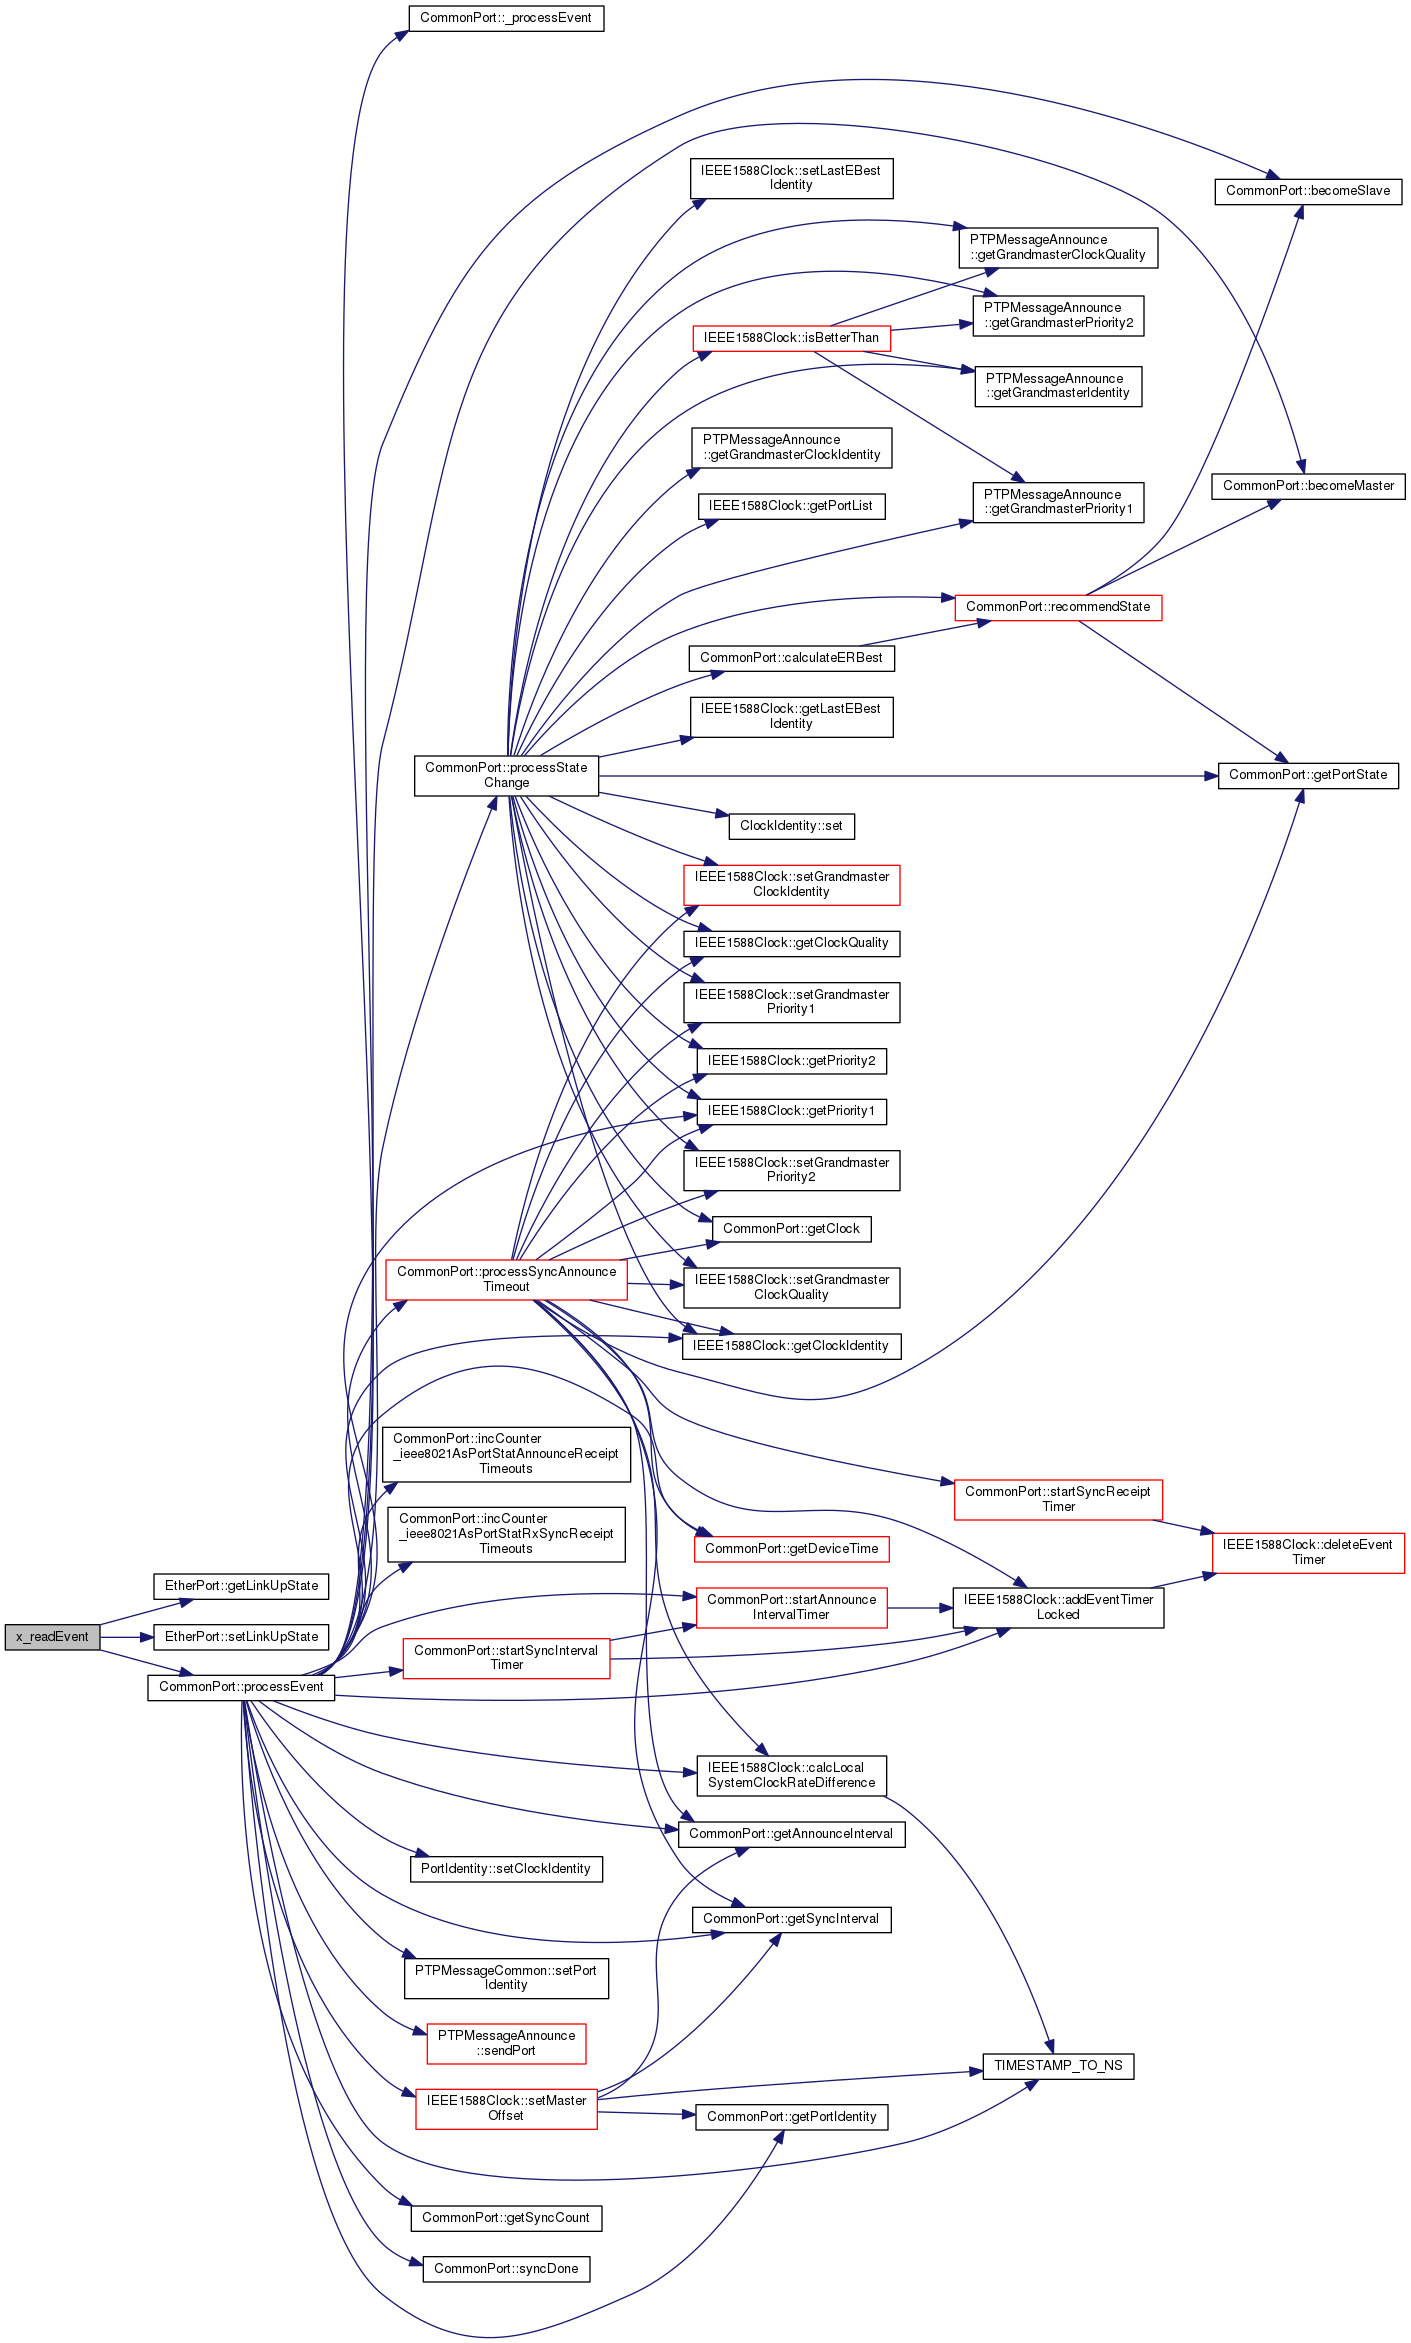 CommonPort::_processEvent
IEEE1588Clock::setLastEBest
Identity
CommonPort::becomeSlave
PTPMessageAnnounce
::getGrandmasterClockQuality
PTPMessageAnnounce
::getGrandmasterPriority2
IEEE1588Clock::isBetterThan
PTPMessageAnnounce
::getGrandmasterIdentity
PTPMessageAnnounce
::getGrandmasterClockIdentity
CommonPort::becomeMaster
IEEE1588Clock::getPortList
PTPMessageAnnounce
::getGrandmasterPriority1
CommonPort::recommendState
CommonPort::calculateERBest
IEEE1588Clock::getLastEBest
Identity
CommonPort::processState
Change
CommonPort::getPortState
ClockIdentity::set
IEEE1588Clock::setGrandmaster
ClockIdentity
IEEE1588Clock::getClockQuality
IEEE1588Clock::setGrandmaster
Priority1
IEEE1588Clock::getPriority2
IEEE1588Clock::getPriority1
IEEE1588Clock::setGrandmaster
Priority2
CommonPort::getClock
CommonPort::processSyncAnnounce
Timeout
IEEE1588Clock::setGrandmaster
ClockQuality
IEEE1588Clock::getClockIdentity
CommonPort::incCounter
_ieee8021AsPortStatAnnounceReceipt
Timeouts
CommonPort::startSyncReceipt
Timer
CommonPort::incCounter
_ieee8021AsPortStatRxSyncReceipt
Timeouts
CommonPort::getDeviceTime
IEEE1588Clock::deleteEvent
Timer
EtherPort::getLinkUpState
CommonPort::startAnnounce
IntervalTimer
IEEE1588Clock::addEventTimer
Locked
x_readEvent
EtherPort::setLinkUpState
CommonPort::startSyncInterval
Timer
CommonPort::processEvent
IEEE1588Clock::calcLocal
SystemClockRateDifference
CommonPort::getAnnounceInterval
PortIdentity::setClockIdentity
CommonPort::getSyncInterval
PTPMessageCommon::setPort
Identity
PTPMessageAnnounce
::sendPort
TIMESTAMP_TO_NS
IEEE1588Clock::setMaster
Offset
CommonPort::getPortIdentity
CommonPort::getSyncCount
CommonPort::syncDone